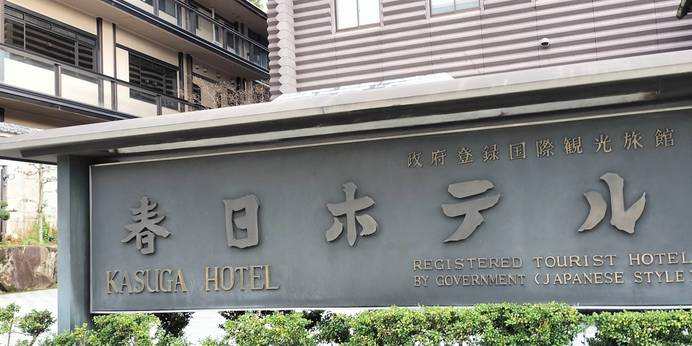 政府登録国際観光旅館
春日ホテル
KASUGA HOTEL
REGISTERED TOURIST HOTEL
BY GOVERNMENT (JAPANESE STYLE)